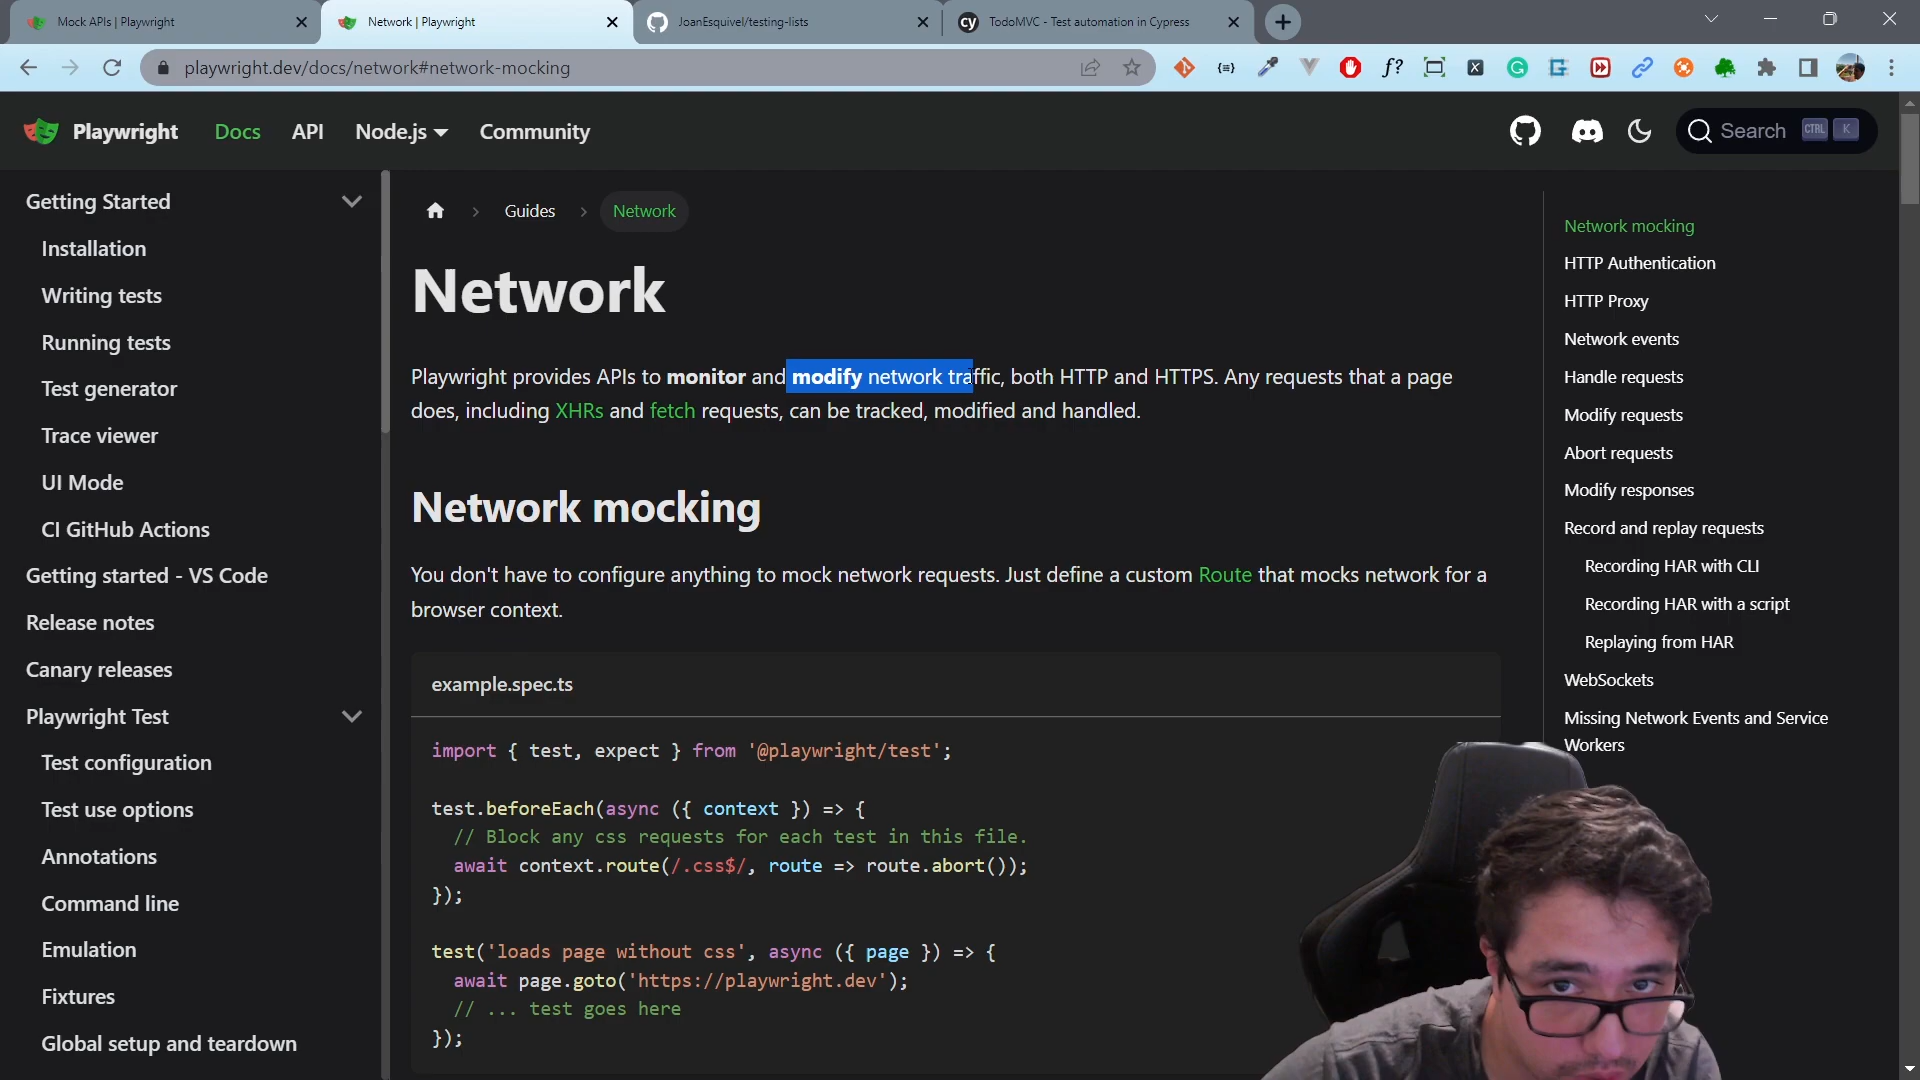 Mock APIs | Playwright
Network | Playwright
JoanEsquivel/testing-lists
cy TodoMVC - Test automation in Cypress
playwright.dev/docs/network#network-mocking
Playwright
Docs
API
Node.js
Community
Search
CTRL K
Getting Started
Installation
Writing tests
Running tests
Test generator
Trace viewer
UI Mode
CI GitHub Actions
Getting started - VS Code
Release notes
Canary releases
Playwright Test
Test configuration
Test use options
Annotations
Command line
Emulation
Fixtures
Global setup and teardown
Guides
Network
Network
Playwright provides APIs to monitor and modify network traffic, both HTTP and HTTPS. Any requests that a page
does, including XHRs and fetch requests, can be tracked, modified and handled.
Network mocking
You don't have to configure anything to mock network requests. Just define a custom Route that mocks network for a
browser context.
example.spec.ts
import { test, expect } from '@playwright/test';
test.beforeEach(async ({ context }) => {
// Block any css requests for each test in this file.
await context.route(/.css$/, route => route.abort());
});
test('loads page without css', async ({ page }) => {
await page.goto('https://playwright.dev');
// ... test goes here
});
Network mocking
HTTP Authentication
HTTP Proxy
Network events
Handle requests
Modify requests
Abort requests
Modify responses
Record and replay requests
Recording HAR with CLI
Recording HAR with a script
Replaying from HAR
WebSockets
Missing Network Events and Service
Workers